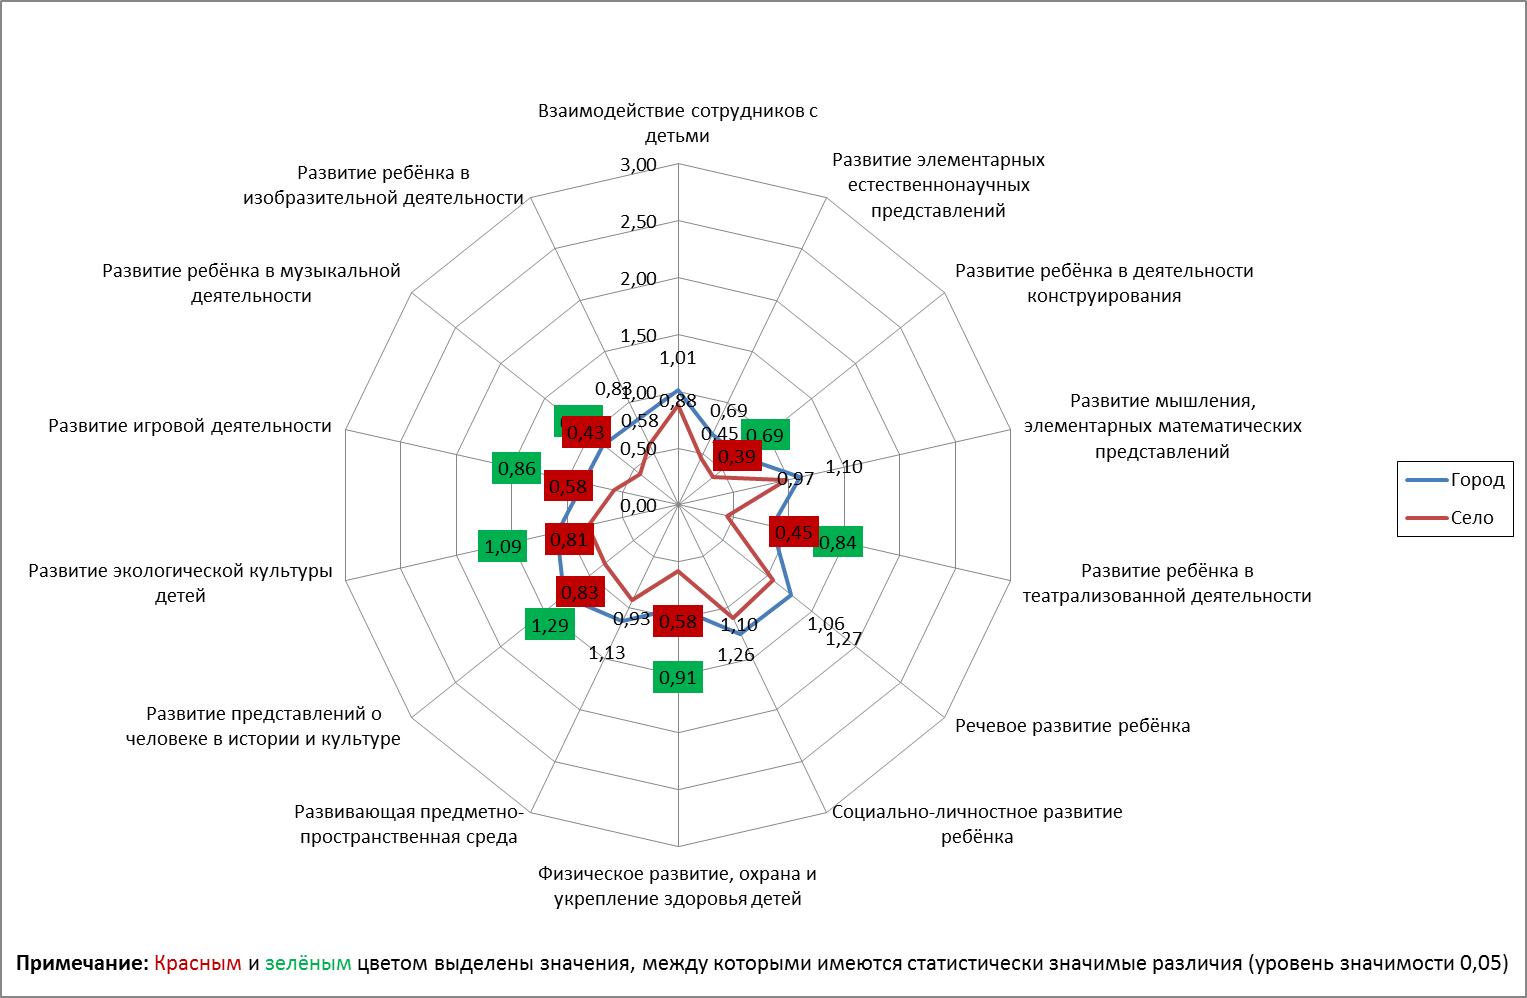 Взаимодействие сотрудников с
детьми
Развитие элементарных
естественнонаучных
представлений
Развитие ребёнка в
изобразительной деятельности
Развитие ребёнка в деятельности
конструирования
Развитие ребёнка в музыкальной
деятельности
Развитие мышления,
элементарных математических
представлений
Развитие игровой деятельности
Развитие экологической культуры
детей
Развитие ребёнка в
театрализованной деятельности
Развитие представлений о
человеке в истории и культуре
Речевое развитие ребёнка
Развивающая предметно-
пространственная среда
Социально-личностное развитие
ребёнка
Физическое развитие, охрана и
укрепление здоровья детей
3,00
2,50
2,00
1,50
1,00
0,50
0,00
1,01
0,88
0,69
0,45
0,69
0,39
1,10
0,97
0,84
0,45
1,06
1,27
1,10
1,26
0,58
0,91
0,93
1,13
0,83
1,29
0,81
1,09
0,58
0,86
0,43
0,83
0,58
Город
Село
Примечание: Красным и зелёным цветом выделены значения, между которыми имеются статистически значимые различия (уровень значимости 0,05)